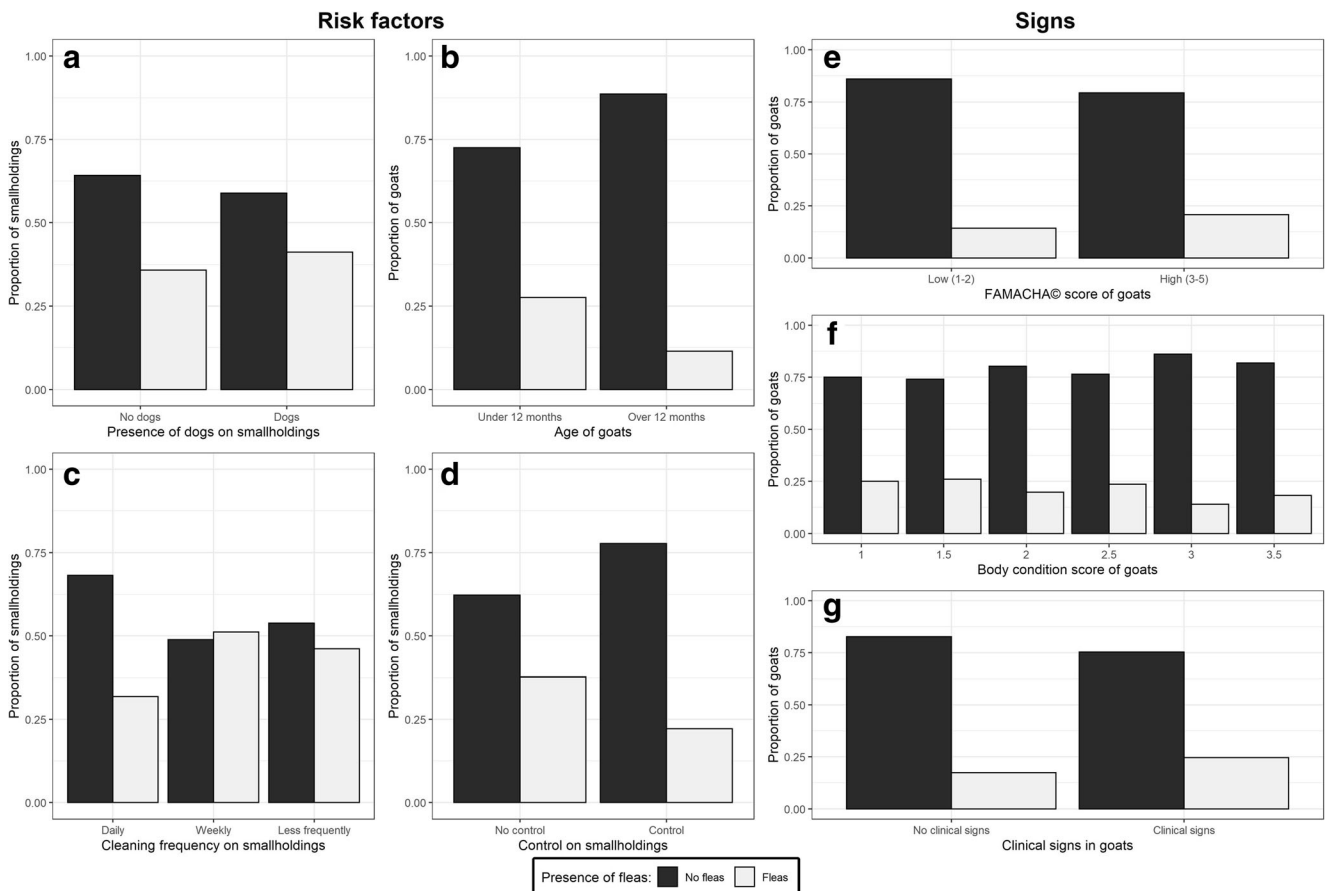 Risk factors
Signs
a
1.00
0.75
0.50
0.25
0.00
Proportion of smallholdings
No dogs Dogs
Presence of dogs on smallholdings
b
1.00
0.75
0.50
0.25
0.00
Proportion of goats
Under 12 months Over 12 months
Age of goats
c
1.00
0.75
0.50
0.25
0.00
Proportion of smallholdings
Daily Weekly Less frequently
Cleaning frequency on smallholdings
d
1.00
0.75
0.50
0.25
0.00
Proportion of smallholdings
No control Control
Control on smallholdings
e
1.00
0.75
0.50
0.25
0.00
Proportion of goats
Low (1-2) High (3-5)
FAMACHA© score of goats
f
1.00
0.75
0.50
0.25
0.00
Proportion of goats
1 1.5 2 2.5 3 3.5
Body condition score of goats
g
1.00
0.75
0.50
0.25
0.00
Proportion of goats
No clinical signs Clinical signs
Clinical signs in goats
Presence of fleas: No fleas Fleas